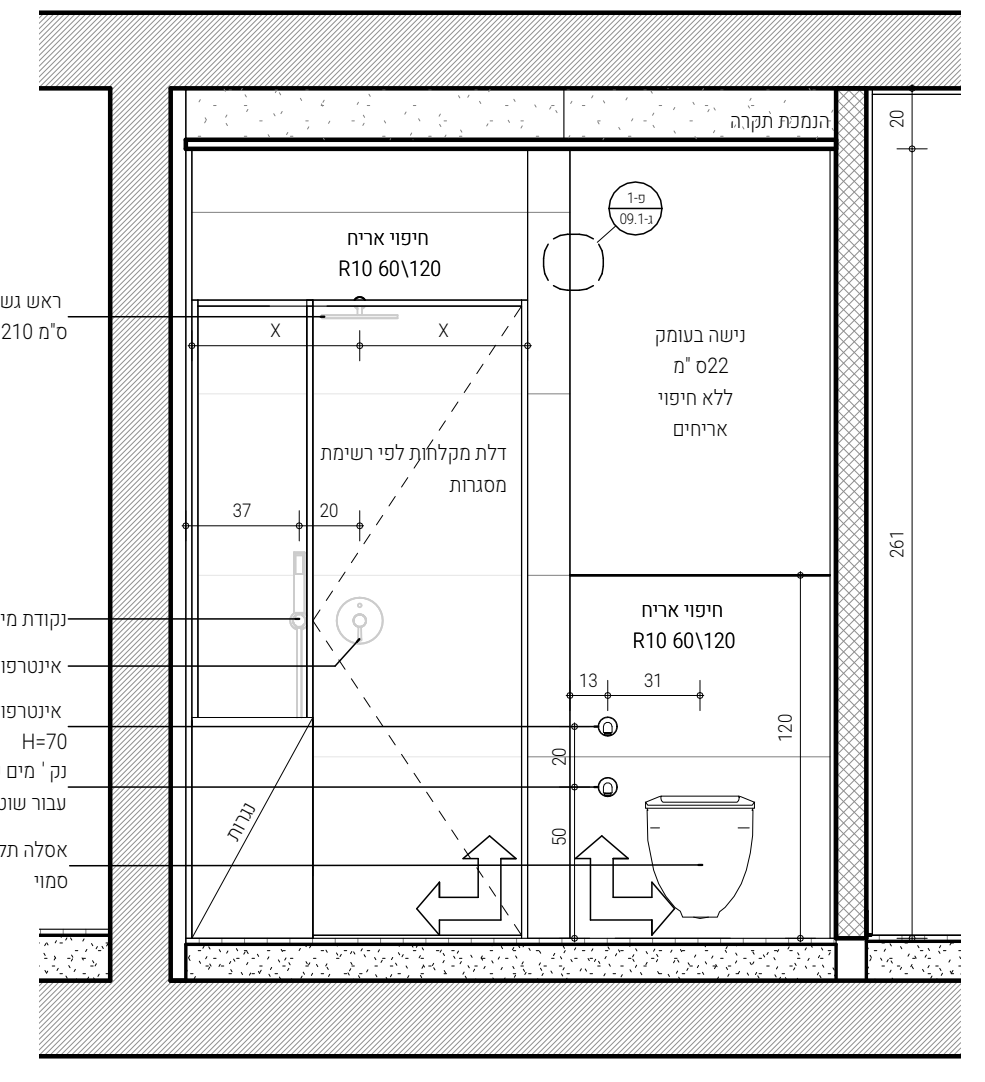 הנמכת תקרה
20
פ-1
ג-09.1
חיפוי אריח
R10 60\120
ראש גש
210 ס"מ
X
X
נישה בעומק
22ס "מ
ללא חיפוי
אריחים
דלת מקלחות לפי רשימת
מסגרות
37
20
261
חיפוי אריח
R10 60\120
נקודת מי
אינטרפו
13
31
אינטרפו
H=70
נק ' מים
עבור שוט
120
20
50
נגרות
אסלה תל
סמוי